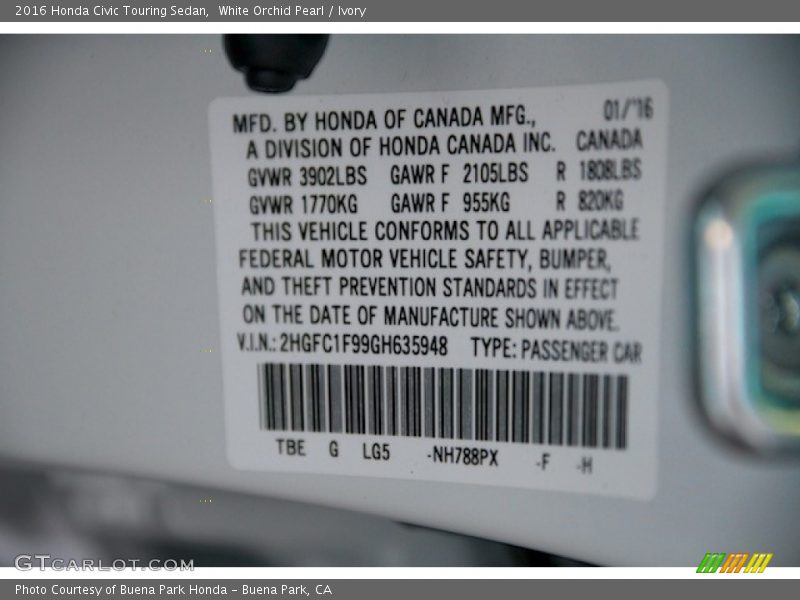 2016 Honda Civic Touring Sedan,  White Orchid Pearl / Ivory
MFD. BY HONDA OF CANADA MFG., 01/'16
A DIVISION OF HONDA CANADA INC. CANADA
GVWR 3902LBS GAWR F 2105LBS R 1808LBS
GVWR 1770KG GAWR F 955KG R 820KG
THIS VEHICLE CONFORMS TO ALL APPLICABLE
FEDERAL MOTOR VEHICLE SAFETY, BUMPER,
AND THEFT PREVENTION STANDARDS IN EFFECT
ON THE DATE OF MANUFACTURE SHOWN ABOVE.
V.I.N.: 2HGFC1F99GH635948 TYPE: PASSENGER CAR
TBE G LG5 -NH788PX -F -H
GTCARLOT.COM
Photo Courtesy of Buena Park Honda - Buena Park, CA